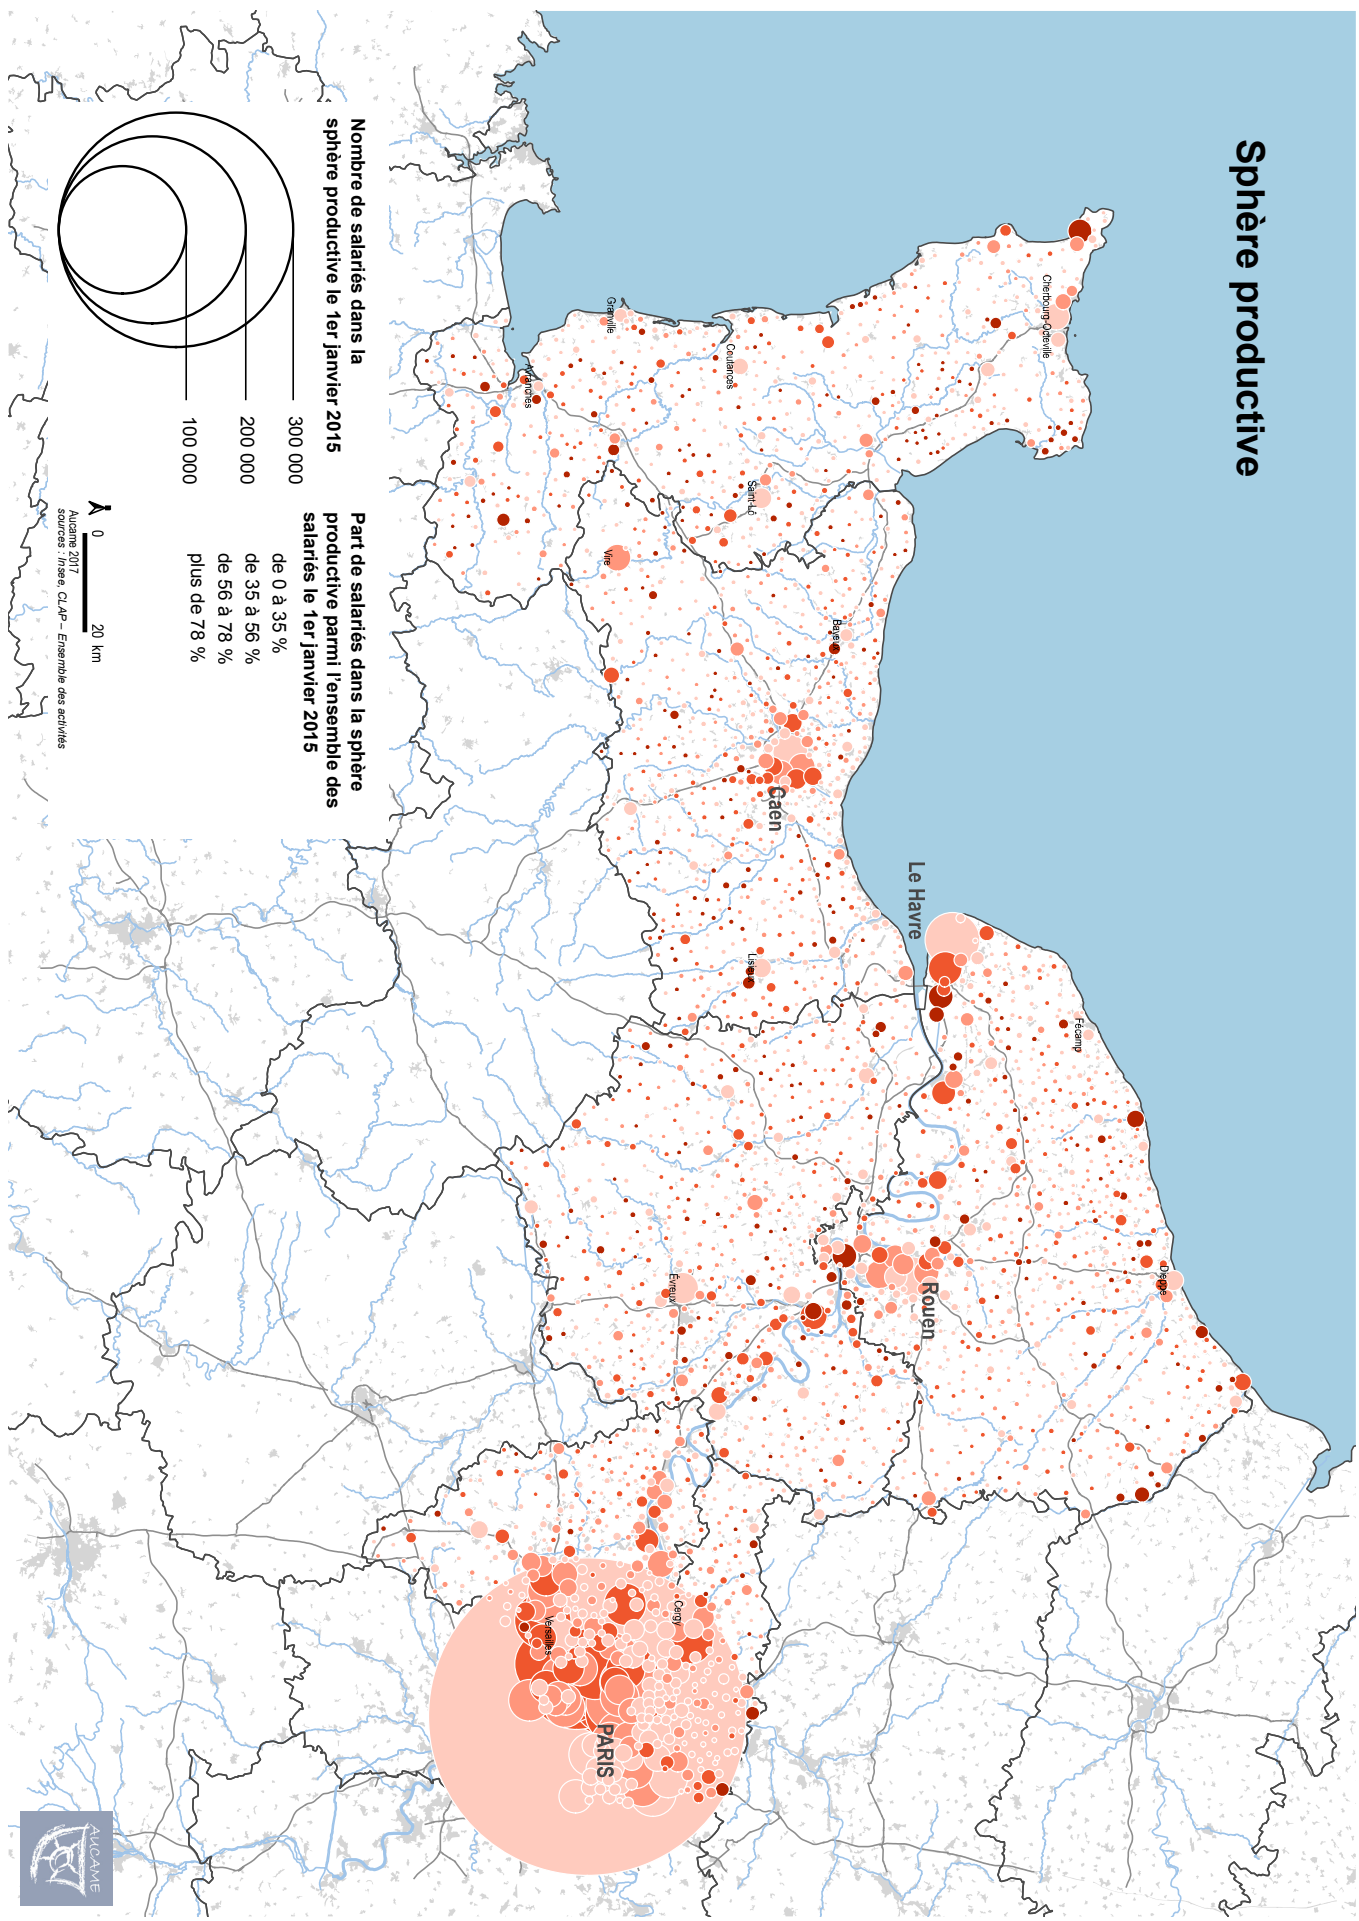 Sphère productive
Cherbourg-Octeville
Granville
Coutances
Avranches
Saint-Lô
Vire
Bayeux
Caen
Le Havre
Lisieux
Fécamp
Dieppe
Rouen
Évreux
Cergy
Versailles
PARIS
Nombre de salariés dans la
sphère productive le 1er janvier 2015
300 000
200 000
100 000
Part de salariés dans la sphère
productive parmi l'ensemble des
salariés le 1er janvier 2015
de 0 à 35 %
de 35 à 56 %
de 56 à 78 %
plus de 78 %
0 20 km
Aucame 2017
sources : Insee, CLAP – Ensemble des activités
AUCAME